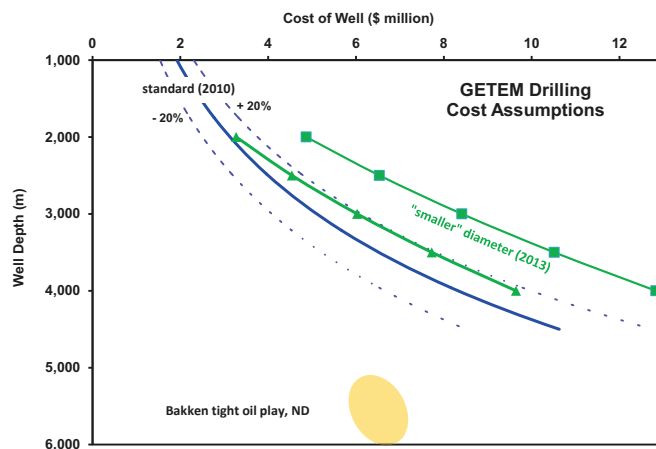 Cost of Well ($ million)
0 2 4 6 8 10 12
1,000
2,000
3,000
4,000
5,000
6.000
Well Depth (m)
GETEM Drilling
Cost Assumptions
standard (2010)
+ 20%
- 20%
"smaller" diameter (2013)
Bakken tight oil play, ND